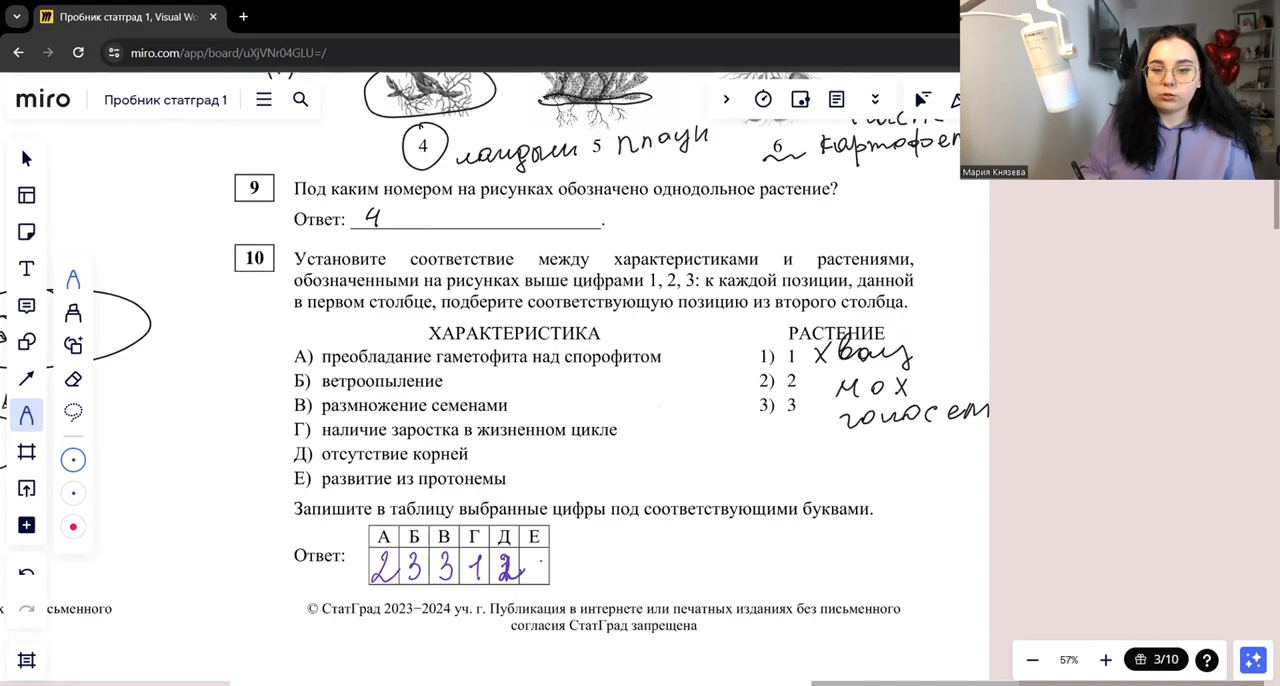 Пробник статград 1, Visual Wo
miro.com/app/board/uXjVNr04GLU=/
miro
Пробник статград 1
Мария Князева
4 ландыш 5 плаун 6 картофел
9 Под каким номером на рисунках обозначено однодольное растение?
Ответ: 4.
10 Установите соответствие между характеристиками и растениями,
обозначенными на рисунках выше цифрами 1, 2, 3: к каждой позиции, данной
в первом столбце, подберите соответствующую позицию из второго столбца.
ХАРАКТЕРИСТИКА РАСТЕНИЕ
А) преобладание гаметофита над спорофитом 1) 1 хвощ
Б) ветроопыление 2) 2 мох
В) размножение семенами 3) 3 голосем
Г) наличие заростка в жизненном цикле
Д) отсутствие корней
Е) развитие из протонемы
Запишите в таблицу выбранные цифры под соответствующими буквами.
А Б В Г Д Е
Ответ: 2 3 3 1 2
© СтатГрад 2023−2024 уч. г. Публикация в интернете или печатных изданиях без письменного
согласия СтатГрад запрещена
сьменного
57%
3/10